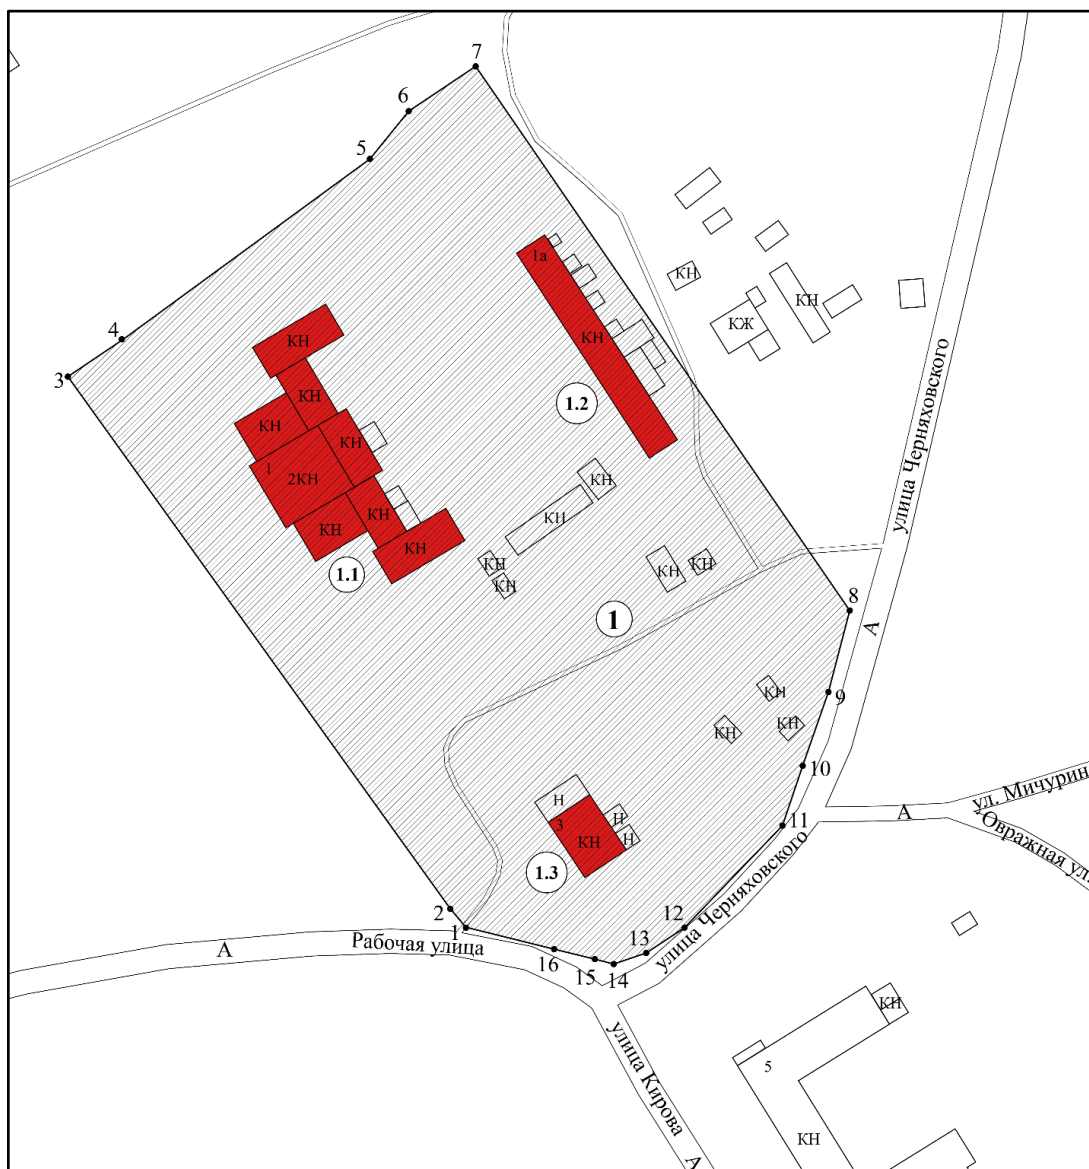 7
6
5
4
3
1а
КН
КН
КН
КЖ
КН
КН
КН
КН
КН
1
2КН
КН
КН
КН
1.1
1.2
КН
КН
КН
КН
КН
КН
1
улица Черняховского
8
А
9
КН
КН
КН
10
11
А
ул. Мичурин
Овражная ул.
Н
3
КН
Н
Н
1.3
2
1
Рабочая улица
А
16
15
14
13
12
улица Черняховского
улица Кирова
А
КН
5
КН